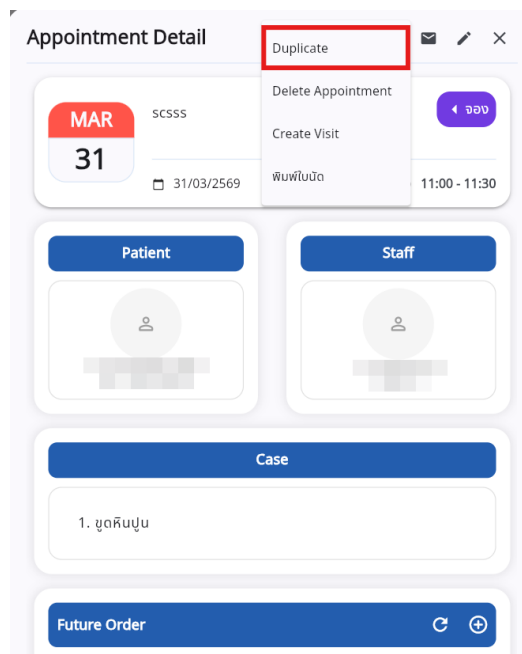 Appointment Detail
Duplicate
Delete Appointment
Create Visit
พิมพ์ใบนัด
MAR
31
scsss
จอง
31/03/2569
11:00 - 11:30
Patient
Staff
Case
1. ขูดหินปูน
Future Order